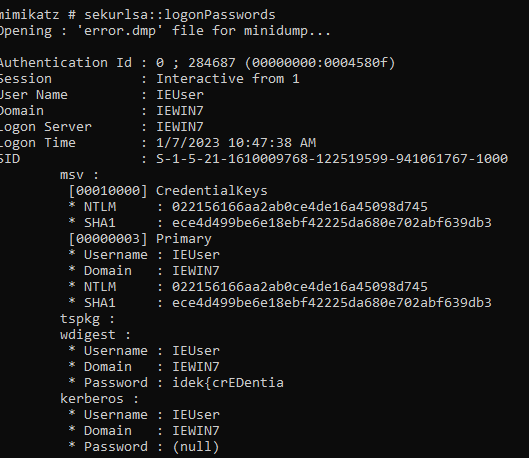 mimikatz # sekurlsa::logonPasswords
Opening : 'error.dmp' file for minidump...
Authentication Id : 0 ; 284687 (00000000:0004580f)
Session : Interactive from 1
User Name : IEUser
Domain : IEWIN7
Logon Server : IEWIN7
Logon Time : 1/7/2023 10:47:38 AM
SID : S-1-5-21-1610009768-122519599-941061767-1000
msv :
[00010000] CredentialKeys
* NTLM : 022156166aa2ab0ce4de16a45098d745
* SHA1 : ece4d499be6e18ebf42225da680e702abf639db3
[00000003] Primary
* Username : IEUser
* Domain : IEWIN7
* NTLM : 022156166aa2ab0ce4de16a45098d745
* SHA1 : ece4d499be6e18ebf42225da680e702abf639db3
tspkg :
wdigest :
* Username : IEUser
* Domain : IEWIN7
* Password : idek{crEDentia
kerberos :
* Username : IEUser
* Domain : IEWIN7
* Password : (null)